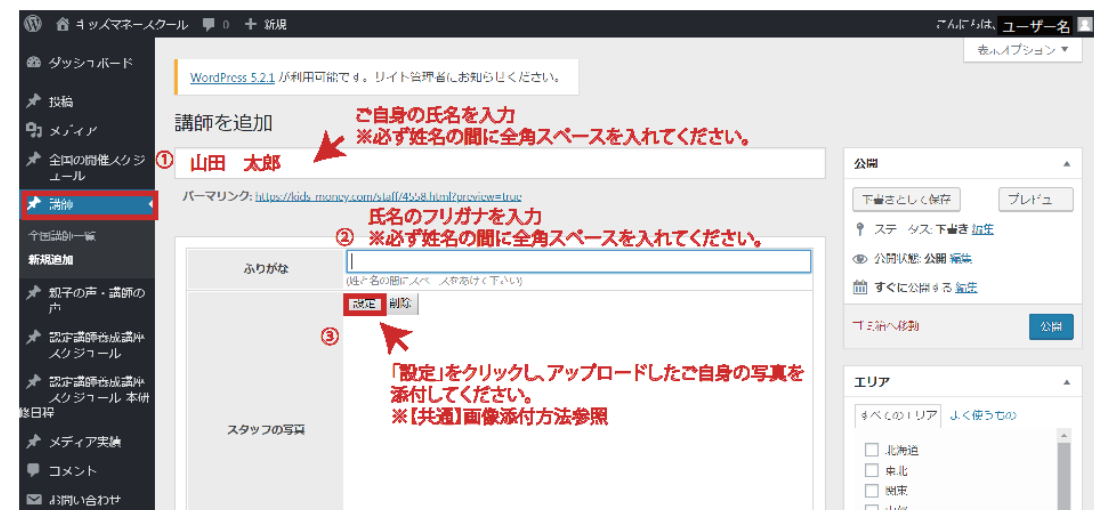 キッズマネースクール 0 + 新規
こんにちは、ユーザー名
表示オプション ▼
ダッシュボード
投稿
メディア
全国の開催スケジュール
講師
全国講師一覧
新規追加
親子の声・講師の声
認定講師養成講座スケジュール
認定講師養成講座スケジュール 本研修日程
メディア実績
コメント
お問い合わせ
WordPress 5.2.1 が利用可能です。サイト管理者にお知らせください。
講師を追加
ご自身の氏名を入力
※必ず姓名の間に全角スペースを入れてください。
① 山田　太郎
パーマリンク: https://kids-money.com/staff/4558.html?preview=true
氏名のフリガナを入力
② ※必ず姓名の間に全角スペースを入れてください。
ふりがな
(姓と名の間にスペースをあけて下さい)
設定 削除
③
「設定」をクリックし、アップロードしたご自身の写真を
添付してください。
※【共通】画像添付方法参照
スタッフの写真
公開
下書きとして保存 プレビュー
ステータス: 下書き 編集
公開状態: 公開 編集
すぐに公開する 編集
ゴミ箱へ移動 公開
エリア
すべてのエリア よく使うもの
北海道
東北
関東